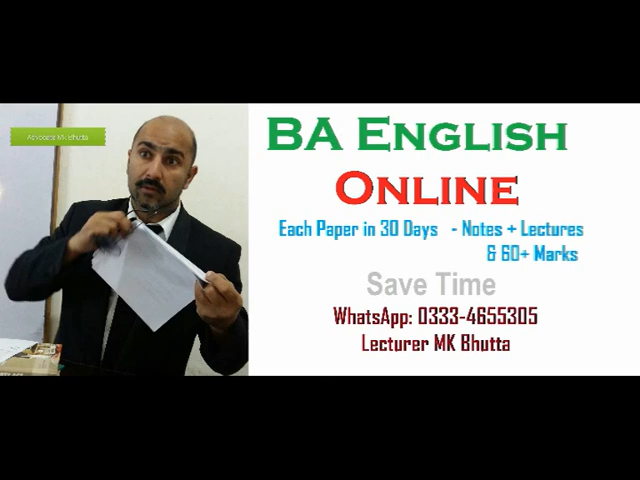 Advocate MK Bhutta
BA ENGLISH
ONLINE
Each Paper in 30 Days - Notes + Lectures
& 60+ Marks
Save Time
WhatsApp: 0333-4655305
Lecturer MK Bhutta